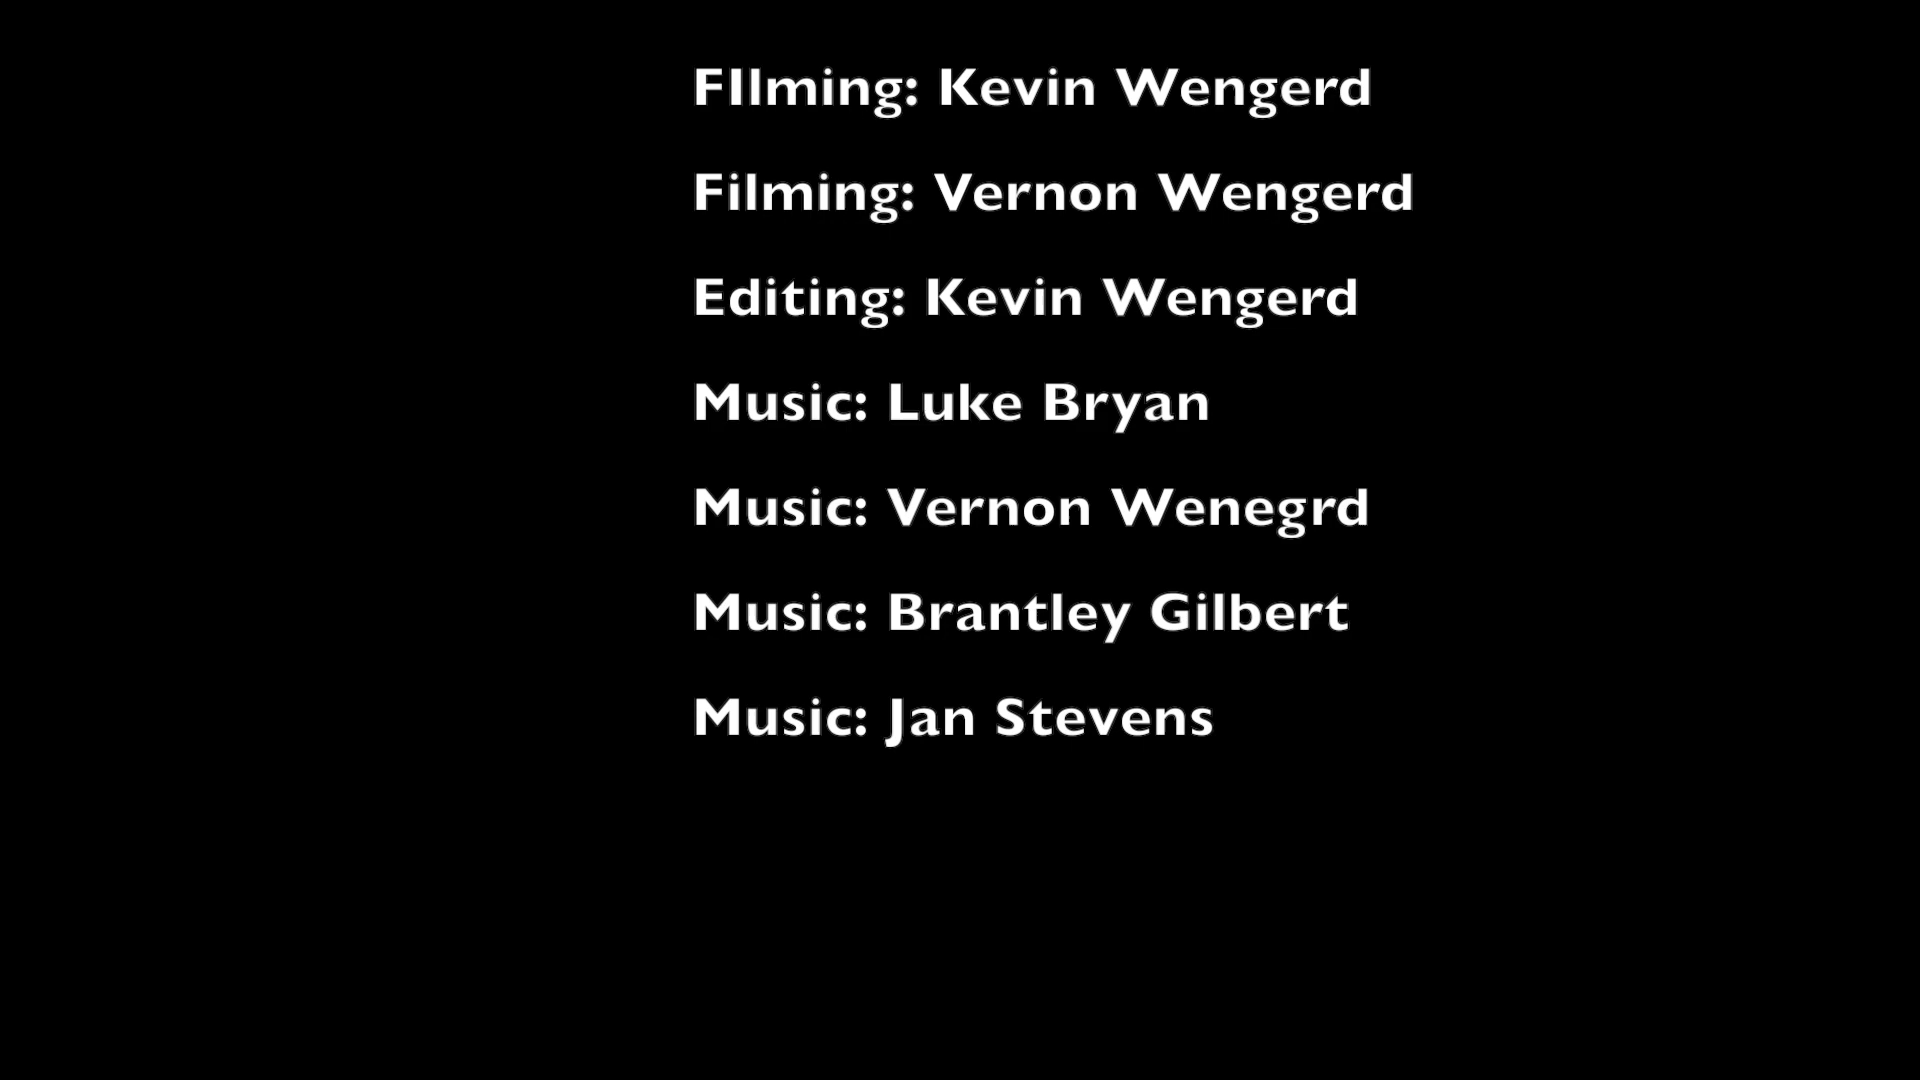 FIlming: Kevin Wengerd
Filming: Vernon Wengerd
Editing: Kevin Wengerd
Music: Luke Bryan
Music: Vernon Wenegrd
Music: Brantley Gilbert
Music: Jan Stevens